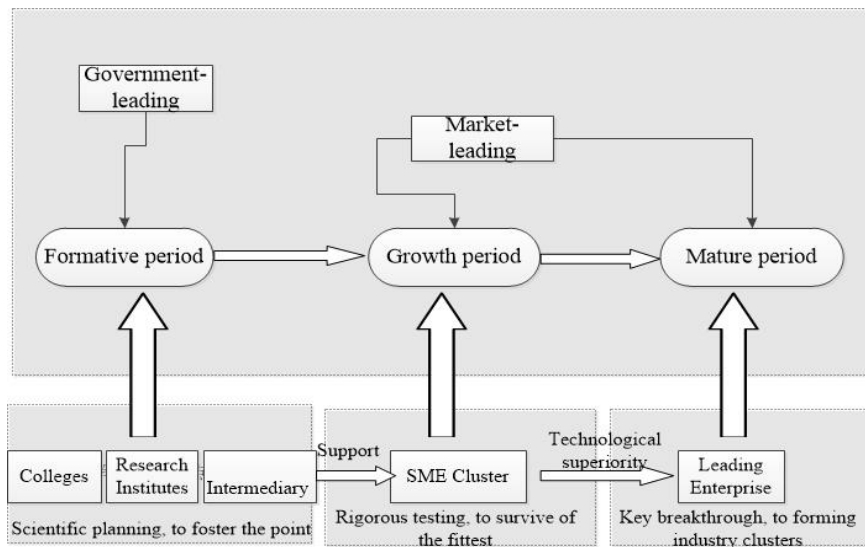 Government-
leading
Market-
leading
Formative period
Growth period
Mature period
Colleges
Research
Institutes
Intermediary
Support
SME Cluster
Technological
superiority
Leading
Enterprise
Scientific planning, to foster the point
Rigorous testing, to survive of
the fittest
Key breakthrough, to forming
industry clusters